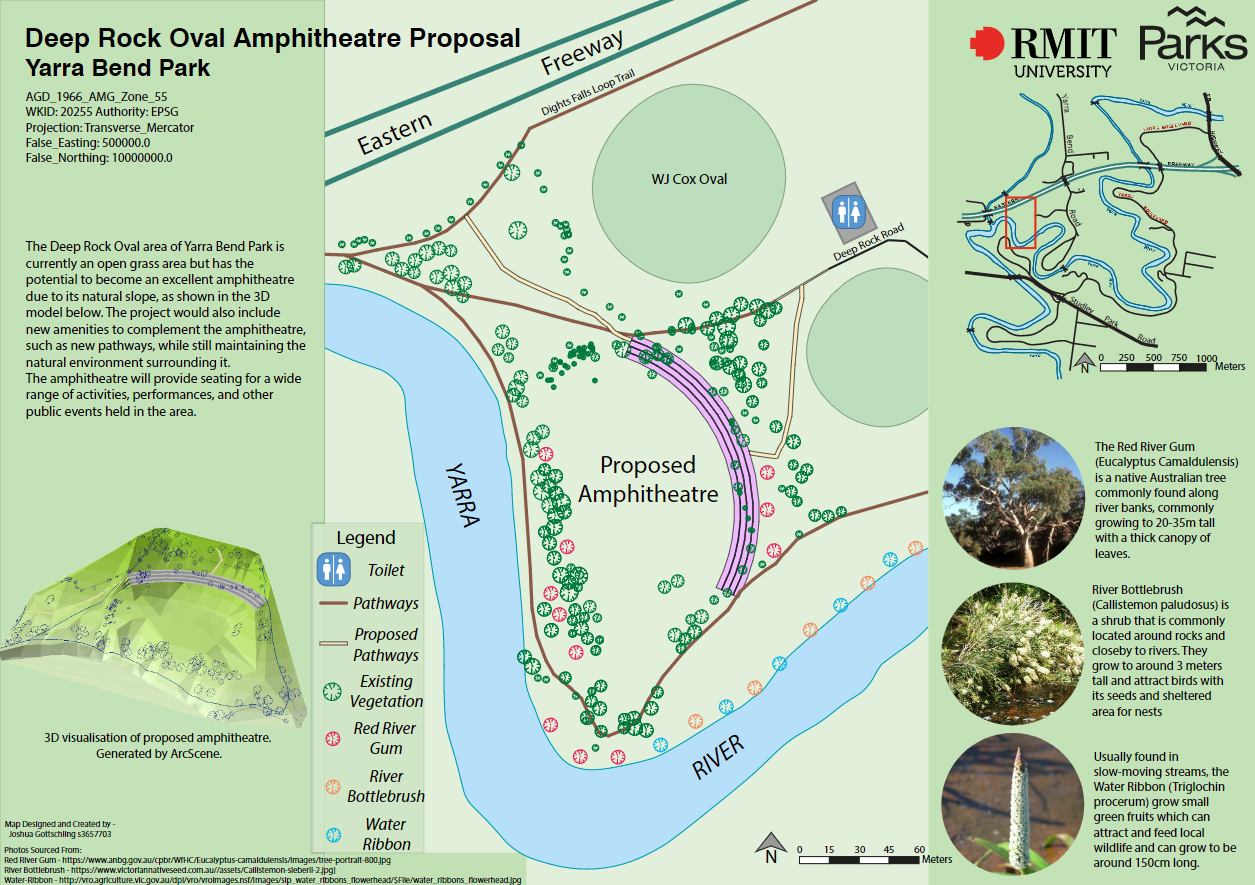 Deep Rock Oval Amphitheatre Proposal
Yarra Bend Park
AGD_1966_AMG_Zone_55
WKID: 20255 Authority: EPSG
Projection: Transverse_Mercator
False_Easting: 500000.0
False_Northing: 10000000.0
The Deep Rock Oval area of Yarra Bend Park is
currently an open grass area but has the
potential to become an excellent amphitheatre
due to its natural slope, as shown in the 3D
model below. The project would also include
new amenities to complement the amphitheatre,
such as new pathways, while still maintaining the
natural environment surrounding it.
The amphitheatre will provide seating for a wide
range of activities, performances, and other
public events held in the area.
3D visualisation of proposed amphitheatre.
Generated by ArcScene.
Map Designed and Created by -
Joshua Gottschling s3657703
Photos Sourced From:
Red River Gum - https://www.anbg.gov.au/cpbr/WfHC/Eucalyptus-camaldulensis/images/tree-portrait-800.jpg
River Bottlebrush - https://www.victoriannativeseed.com.au//assets/Callistemon-sieberii-2.jpg]
Water-Ribbon - http://vro.agriculture.vic.gov.au/dpi/vro/vroimages.nsf/Images/sip_water_ribbons_flowerhead/$File/water_ribbons_flowerhead.jpg
Eastern Freeway
Dights Falls Loop Trail
WJ Cox Oval
Deep Rock Road
Proposed
Amphitheatre
YARRA
RIVER
Legend
Toilet
Pathways
Proposed
Pathways
Existing
Vegetation
Red River
Gum
River
Bottlebrush
Water
Ribbon
N
0 15 30 45 60
Meters
RMIT
UNIVERSITY
Parks
VICTORIA
Yarra
Bend
Road
EASTERN
FREEWAY
YARRA BOULEVARD
Studley
Park
Road
N
0 250 500 750 1000
Meters
The Red River Gum
(Eucalyptus Camaldulensis)
is a native Australian tree
commonly found along
river banks, commonly
growing to 20-35m tall
with a thick canopy of
leaves.
River Bottlebrush
(Callistemon paludosus) is
a shrub that is commonly
located around rocks and
closeby to rivers. They
grow to around 3 meters
tall and attract birds with
its seeds and sheltered
area for nests
Usually found in
slow-moving streams, the
Water Ribbon (Triglochin
procerum) grow small
green fruits which can
attract and feed local
wildlife and can grow to be
around 150cm long.